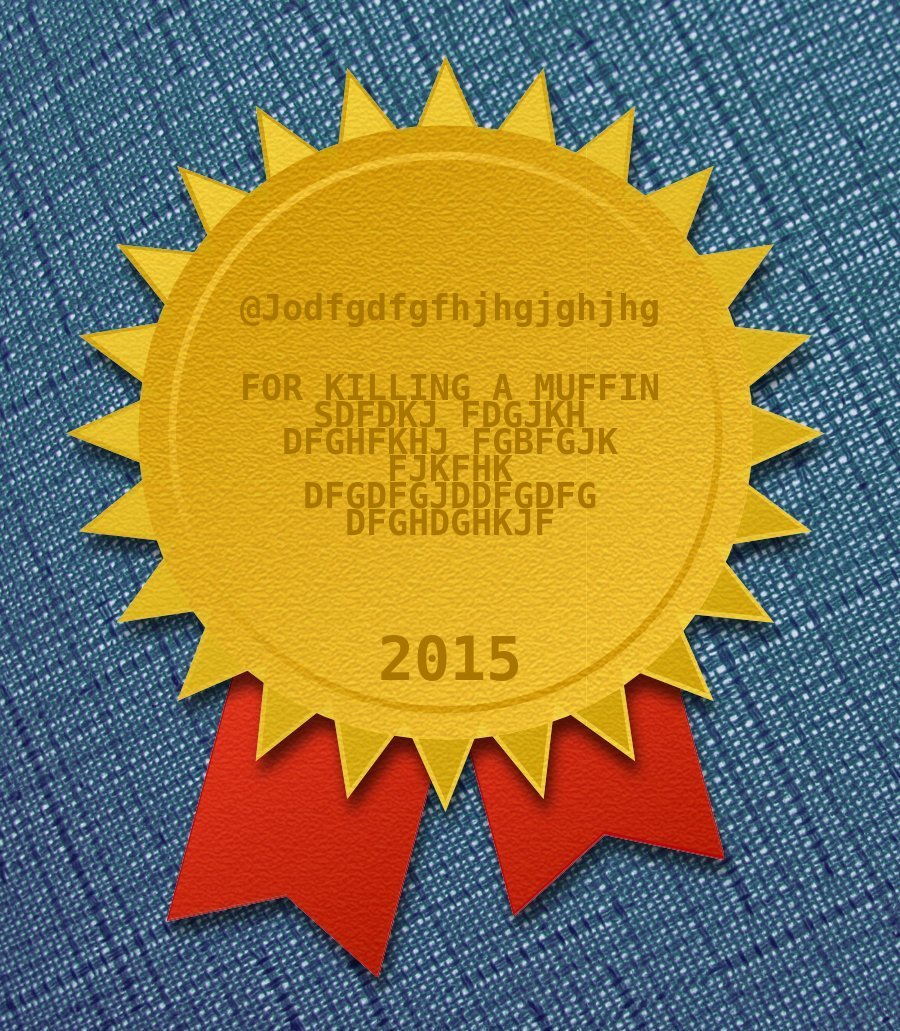 @Jodfgdfgfhjhgjghjhg
FOR KILLING A MUFFIN
SDFDKJ FDGJKH
DFGHFKHJ FGBFGJK
FJKFHK
DFGDFGJDDFGDFG
DFGHDGHKJF
2015